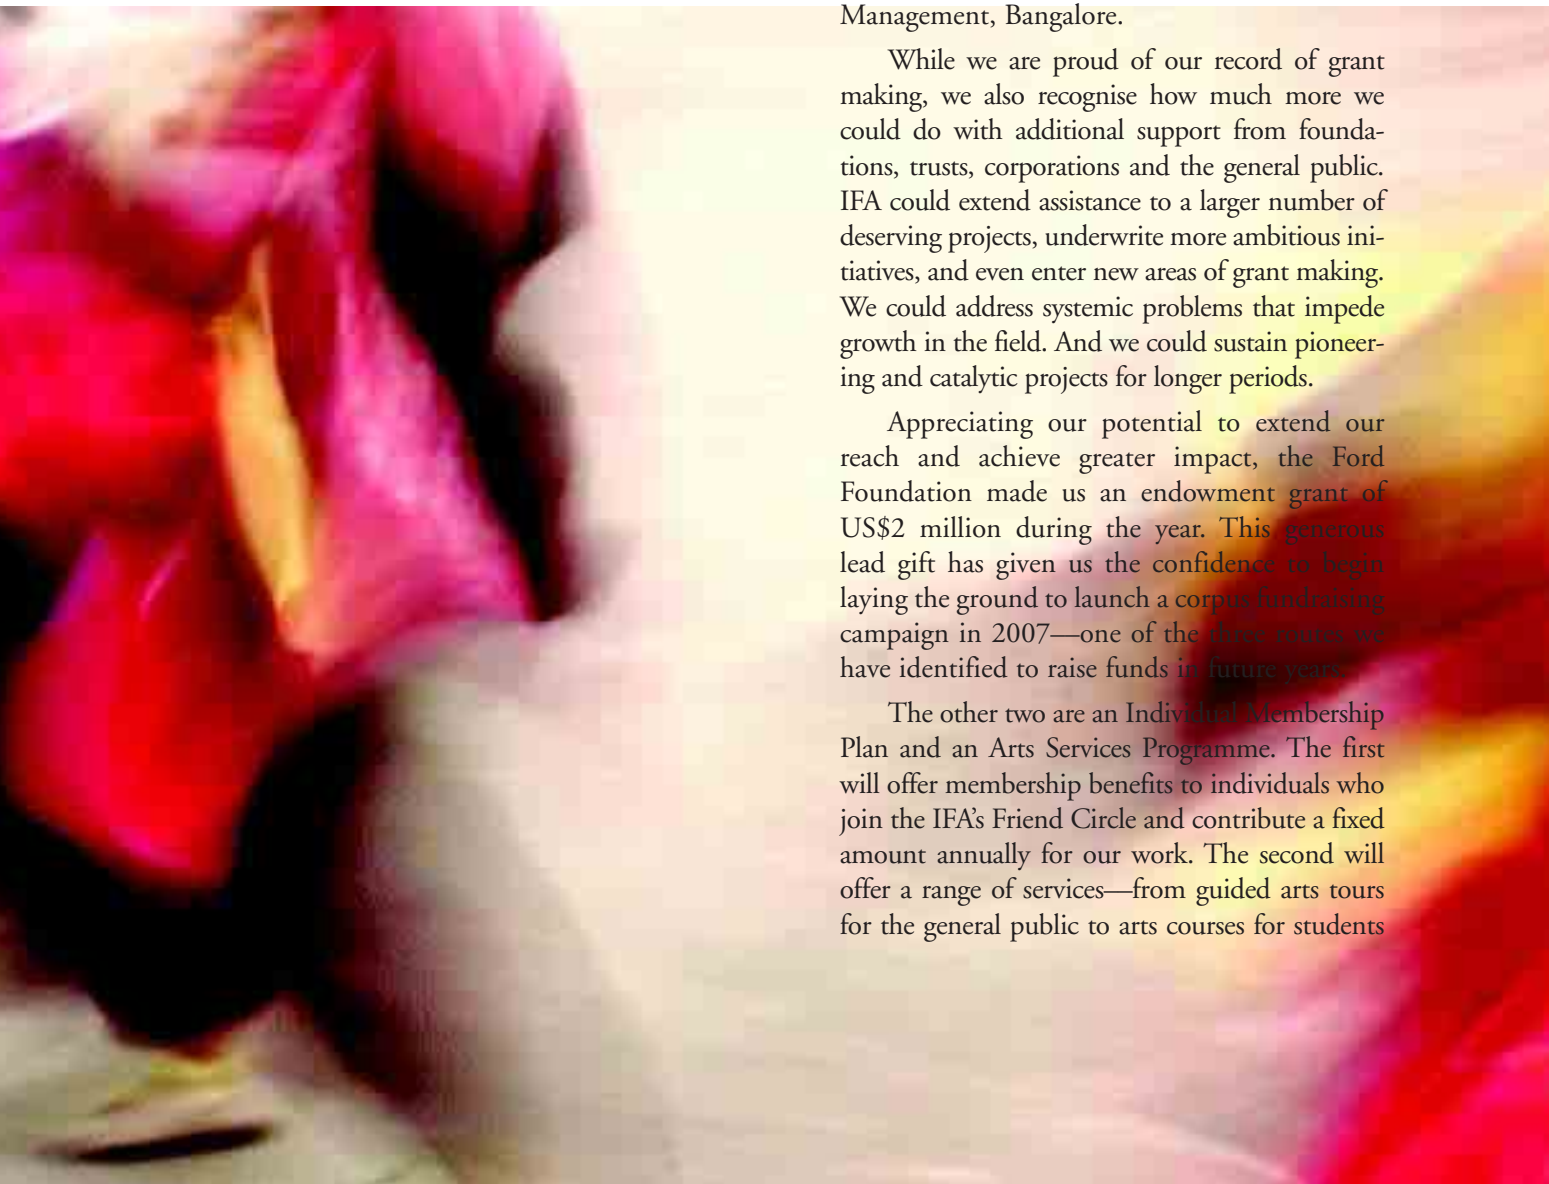 Management, Bangalore.
While we are proud of our record of grant
making, we also recognise how much more we
could do with additional support from founda-
tions, trusts, corporations and the general public.
IFA could extend assistance to a larger number of
deserving projects, underwrite more ambitious ini-
tiatives, and even enter new areas of grant making.
We could address systemic problems that impede
growth in the field. And we could sustain pioneer-
ing and catalytic projects for longer periods.
Appreciating our potential to extend our
reach and achieve greater impact, the Ford
Foundation made us an endowment grant of
US$2 million during the year. This generous
lead gift has given us the confidence to begin
laying the ground to launch a corpus fundraising
campaign in 2007—one of the three routes we
have identified to raise funds in future years.
The other two are an Individual Membership
Plan and an Arts Services Programme. The first
will offer membership benefits to individuals who
join the IFA’s Friend Circle and contribute a fixed
amount annually for our work. The second will
offer a range of services—from guided arts tours
for the general public to arts courses for students